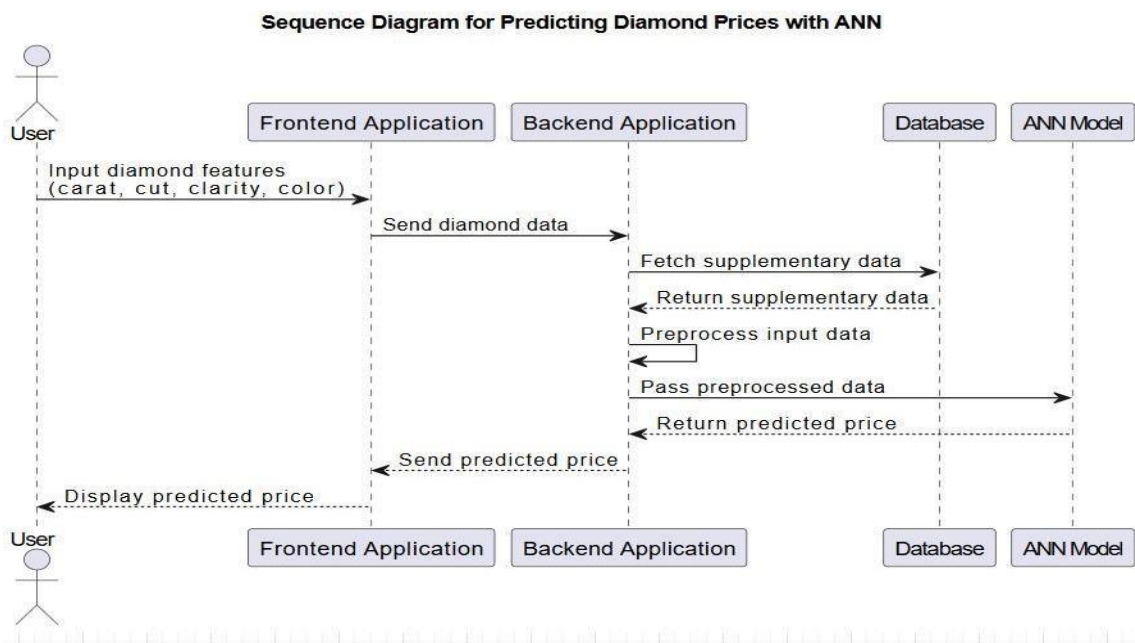 Sequence Diagram for Predicting Diamond Prices with ANN
User
Frontend Application
Backend Application
Database
ANN Model
Input diamond features
(carat, cut, clarity, color)
Send diamond data
Fetch supplementary data
Return supplementary data
Preprocess input data
Pass preprocessed data
Return predicted price
Send predicted price
Display predicted price
User
Frontend Application
Backend Application
Database
ANN Model